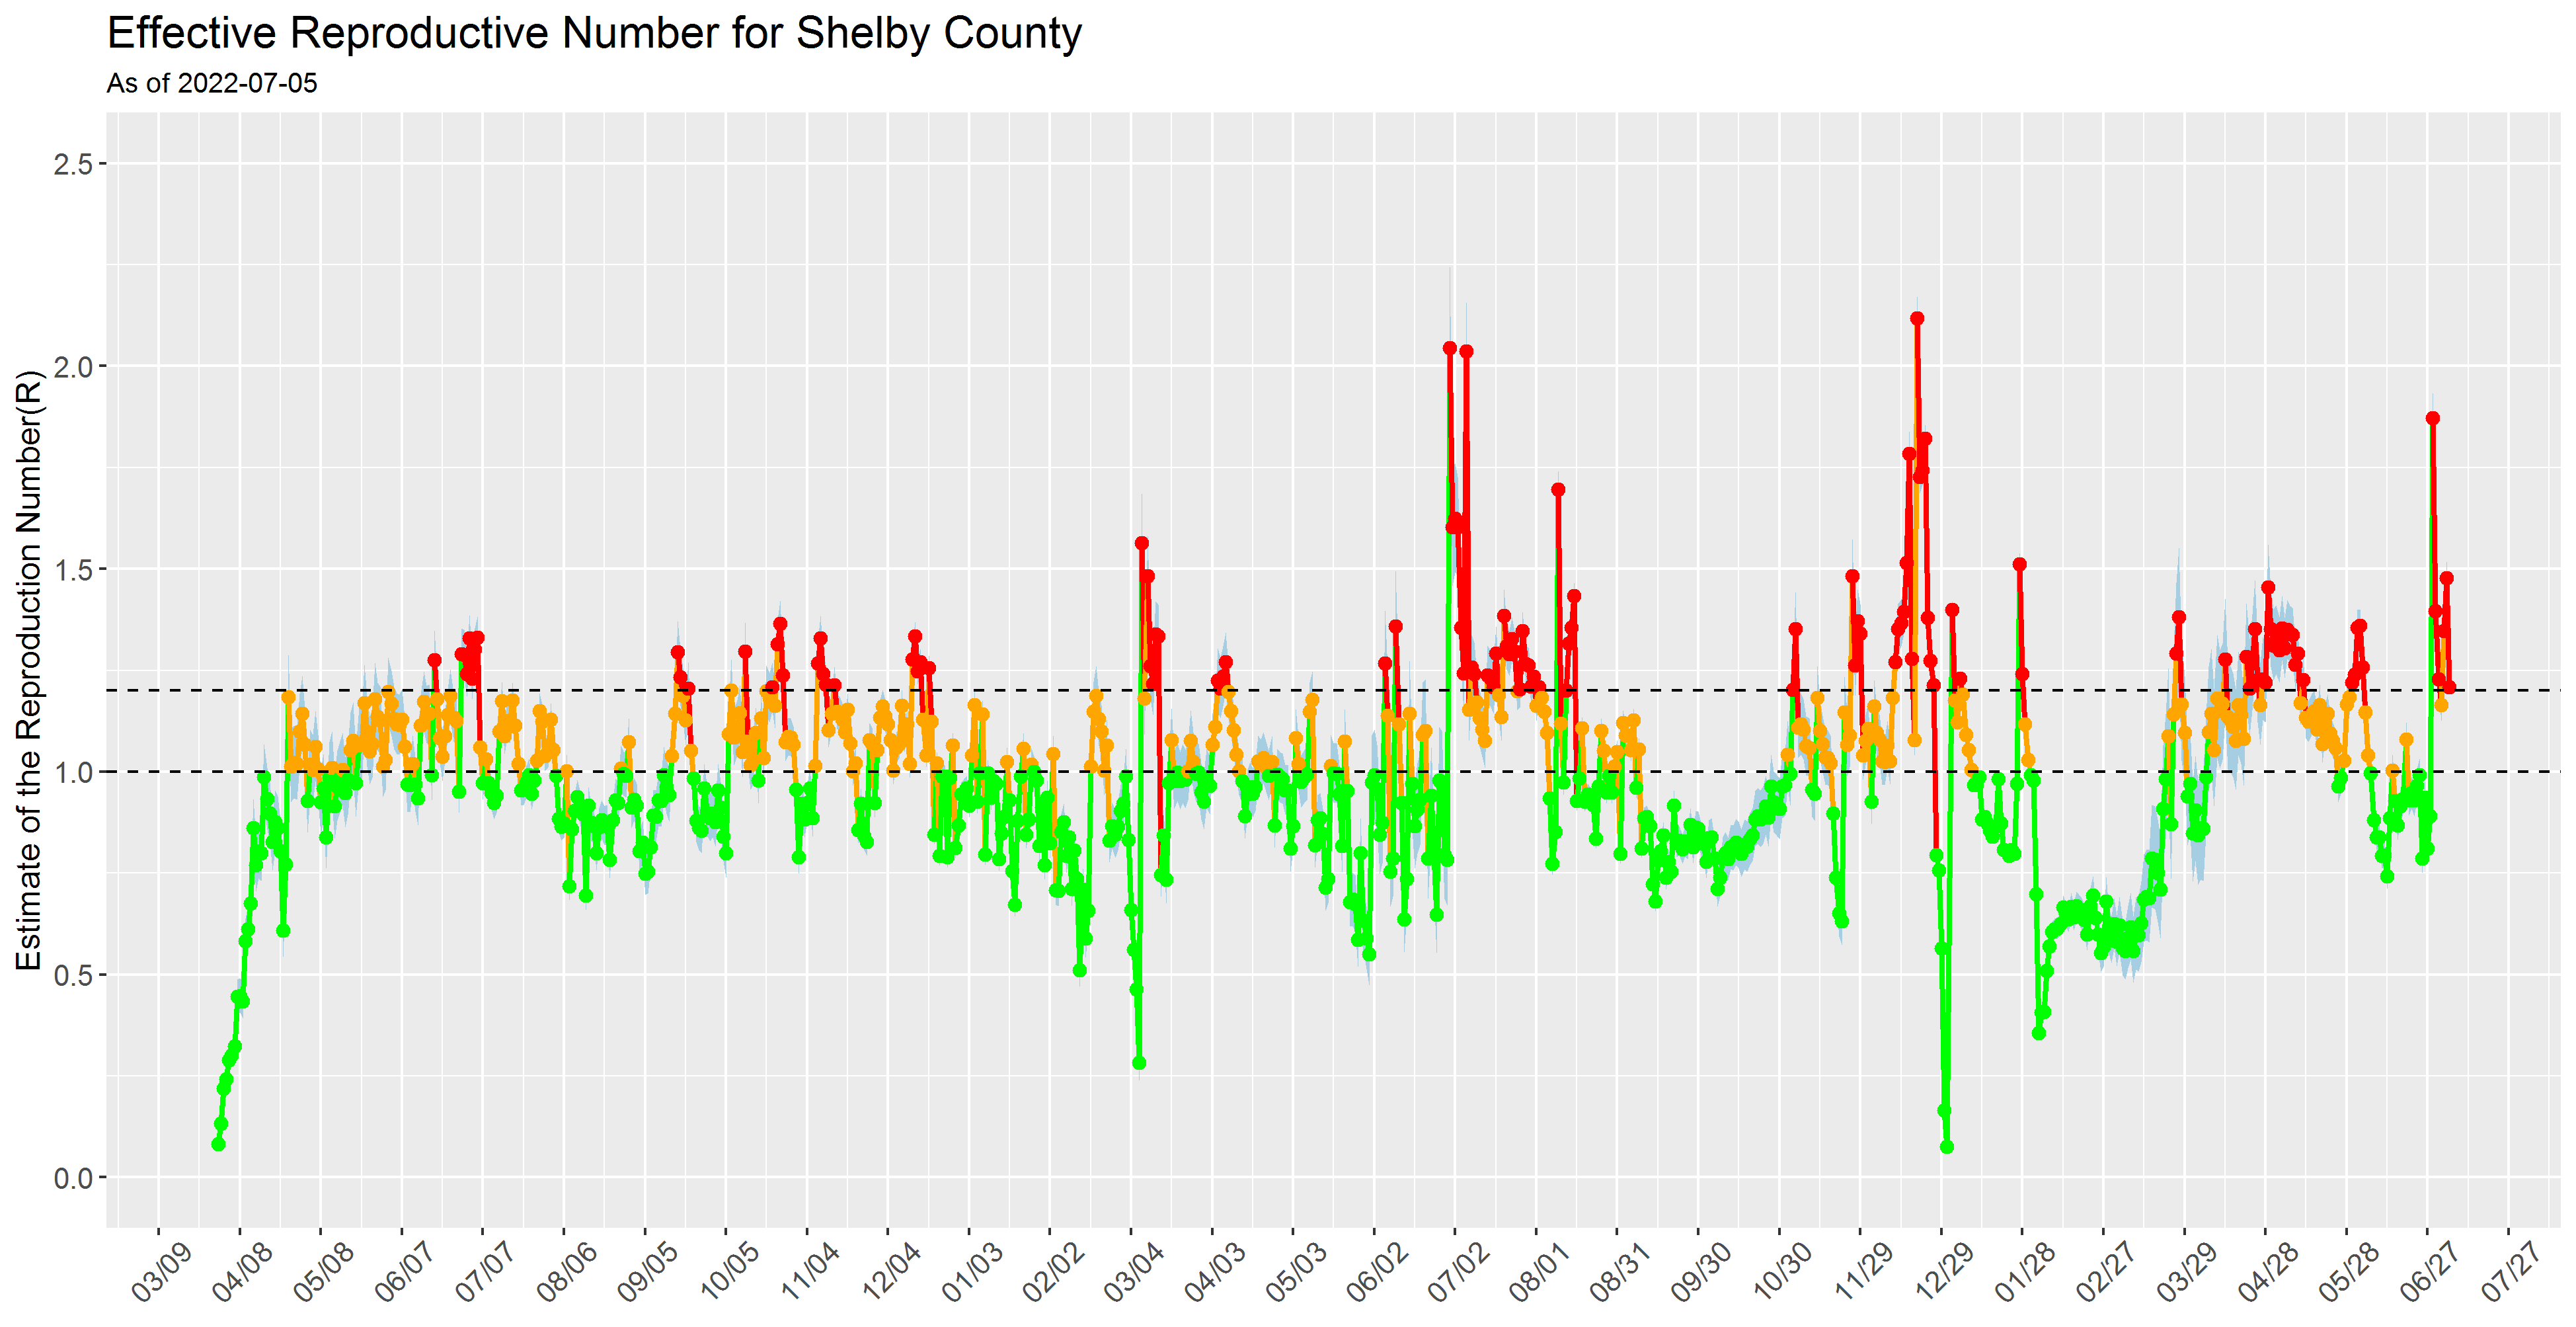 Effective Reproductive Number for Shelby County
As of 2022-07-05
Estimate of the Reproduction Number(R)
2.5
2.0
1.5
1.0
0.5
0.0
03/09 04/08 05/08 06/07 07/07 08/06 09/05 10/05 11/04 12/04 01/03 02/02 03/04 04/03 05/03 06/02 07/02 08/01 08/31 09/30 10/30 11/29 12/29 01/28 02/27 03/29 04/28 05/28 06/27 07/27